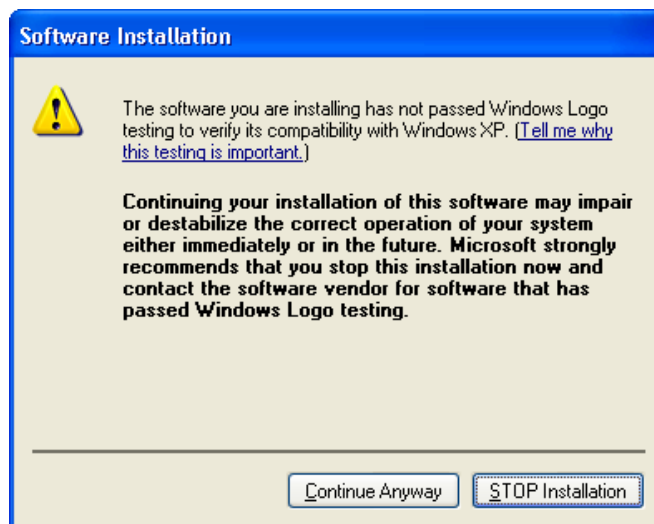 Software Installation
The software you are installing has not passed Windows Logo
testing to verify its compatibility with Windows XP. (Tell me why
this testing is important.)
Continuing your installation of this software may impair
or destabilize the correct operation of your system
either immediately or in the future. Microsoft strongly
recommends that you stop this installation now and
contact the software vendor for software that has
passed Windows Logo testing.
Continue Anyway STOP Installation